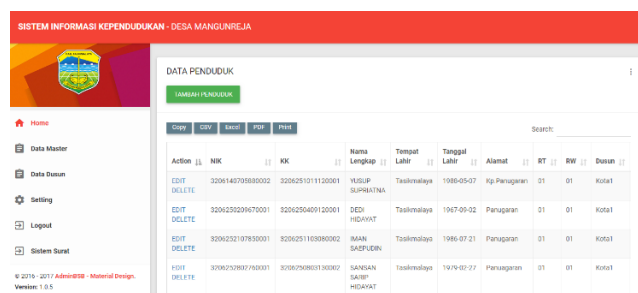 SISTEM INFORMASI KEPENDUDUKAN - DESA MANGUNREJA
DATA PENDUDUK
TAMBAH PENDUDUK
Home
Data Master
Data Dusun
Setting
Logout
Sistem Surat
© 2016 - 2017 AdminBSB - Material Design.
Version: 1.0.5
Copy CSV Excel PDF Print
Search:
Action NIK KK Nama Lengkap Tempat Lahir Tanggal Lahir Alamat RT RW Dusun
EDIT DELETE 3206140705680002 3206251011120001 YUSUP SUPRIATNA Tasikmalaya 1980-05-07 Kp.Panugaran 01 01 Kota1
EDIT DELETE 3206250209670001 3206250409120001 DEDI HIDAYAT Tasikmalaya 1967-09-02 Panugaran 01 01 Kota1
EDIT DELETE 3206252107850001 3206251103080002 IMAN SAEPUDIN Tasikmalaya 1986-07-21 Panugaran 01 01 Kota1
EDIT DELETE 3206252802760001 3206250803130002 SANSAN SARIP HIDAYAT Tasikmalaya 1979-02-27 Panugaran 01 01 Kota1